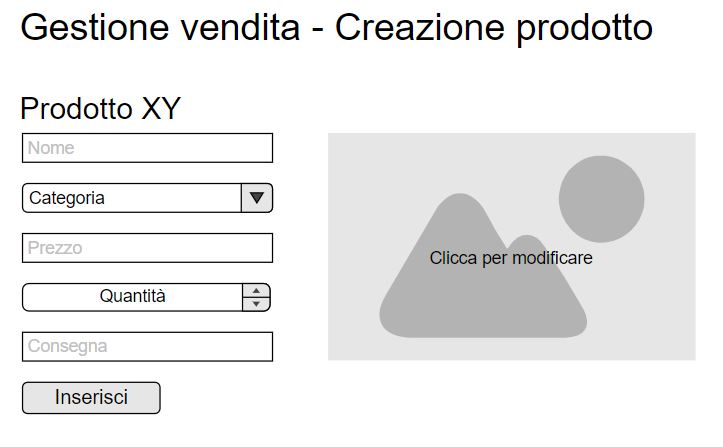 Gestione vendita - Creazione prodotto
Prodotto XY
Nome
Categoria
Prezzo
Quantità
Consegna
Inserisci
Clicca per modificare